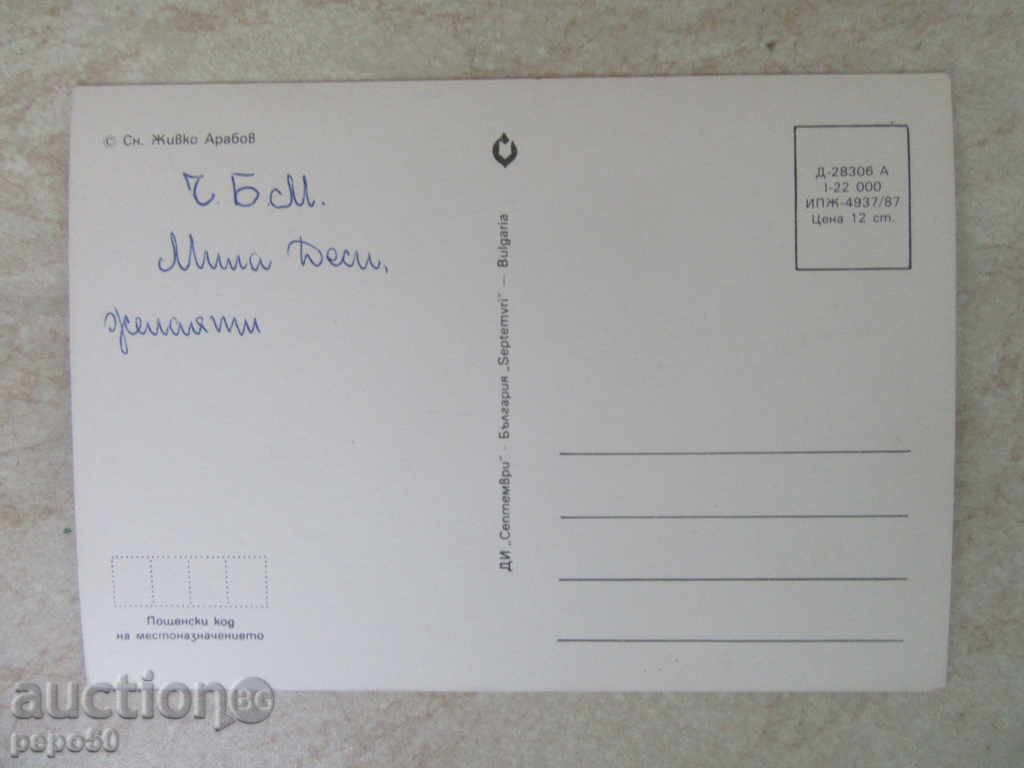 © Сн. Живко Арабов
Ч. Б. М.
Мила Деси,
желаяти
Пощенски код
на местоназначението
ДИ „Септември" - България „Septemvri" — Bulgaria
Д-28306 А
I-22 000
ИПЖ-4937/87
Цена 12 ст.
auction BG
pepo50